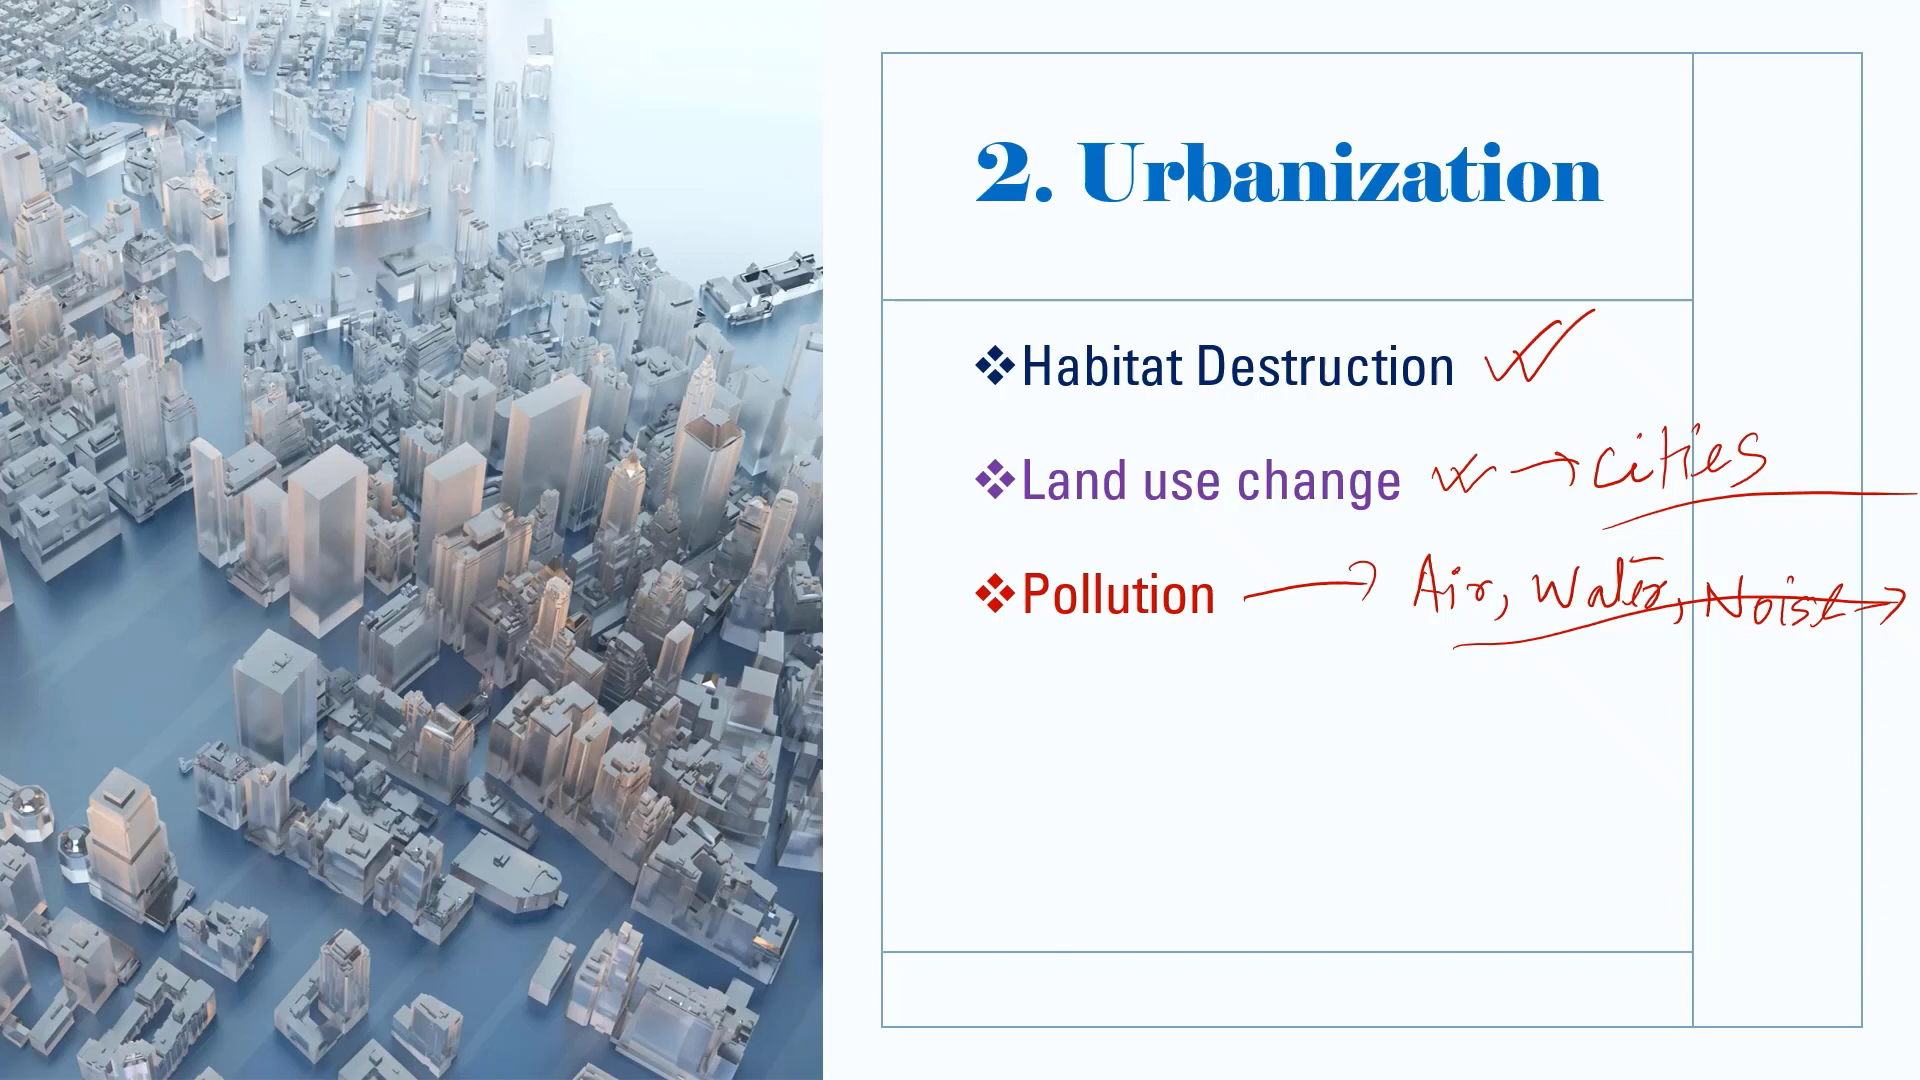 2. Urbanization
❖Habitat Destruction
❖Land use change → cities
❖Pollution → Air, Water, Noise →